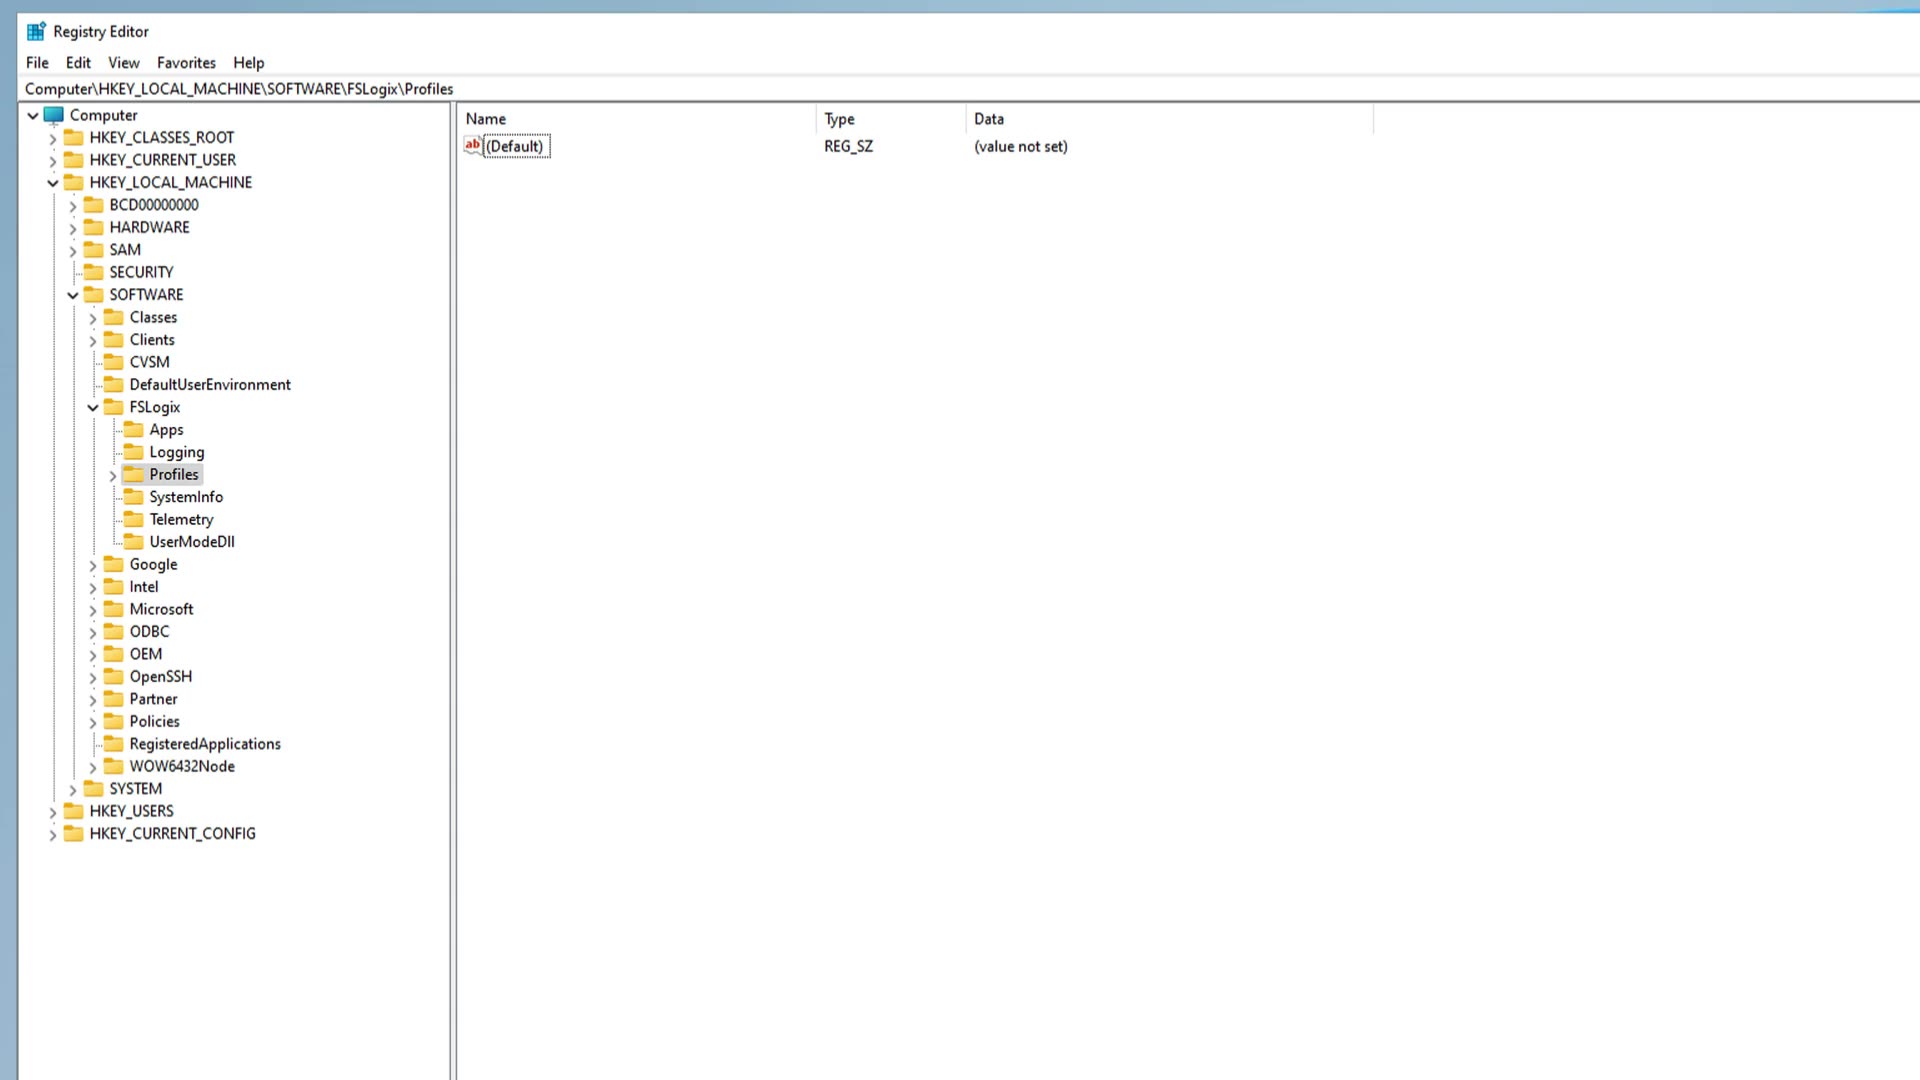 Registry Editor
File Edit View Favorites Help
Computer\HKEY_LOCAL_MACHINE\SOFTWARE\FSLogix\Profiles
Computer
HKEY_CLASSES_ROOT
HKEY_CURRENT_USER
HKEY_LOCAL_MACHINE
BCD00000000
HARDWARE
SAM
SECURITY
SOFTWARE
Classes
Clients
CVSM
DefaultUserEnvironment
FSLogix
Apps
Logging
Profiles
SystemInfo
Telemetry
UserModeDll
Google
Intel
Microsoft
ODBC
OEM
OpenSSH
Partner
Policies
RegisteredApplications
WOW6432Node
SYSTEM
HKEY_USERS
HKEY_CURRENT_CONFIG
Name Type Data
ab (Default) REG_SZ (value not set)